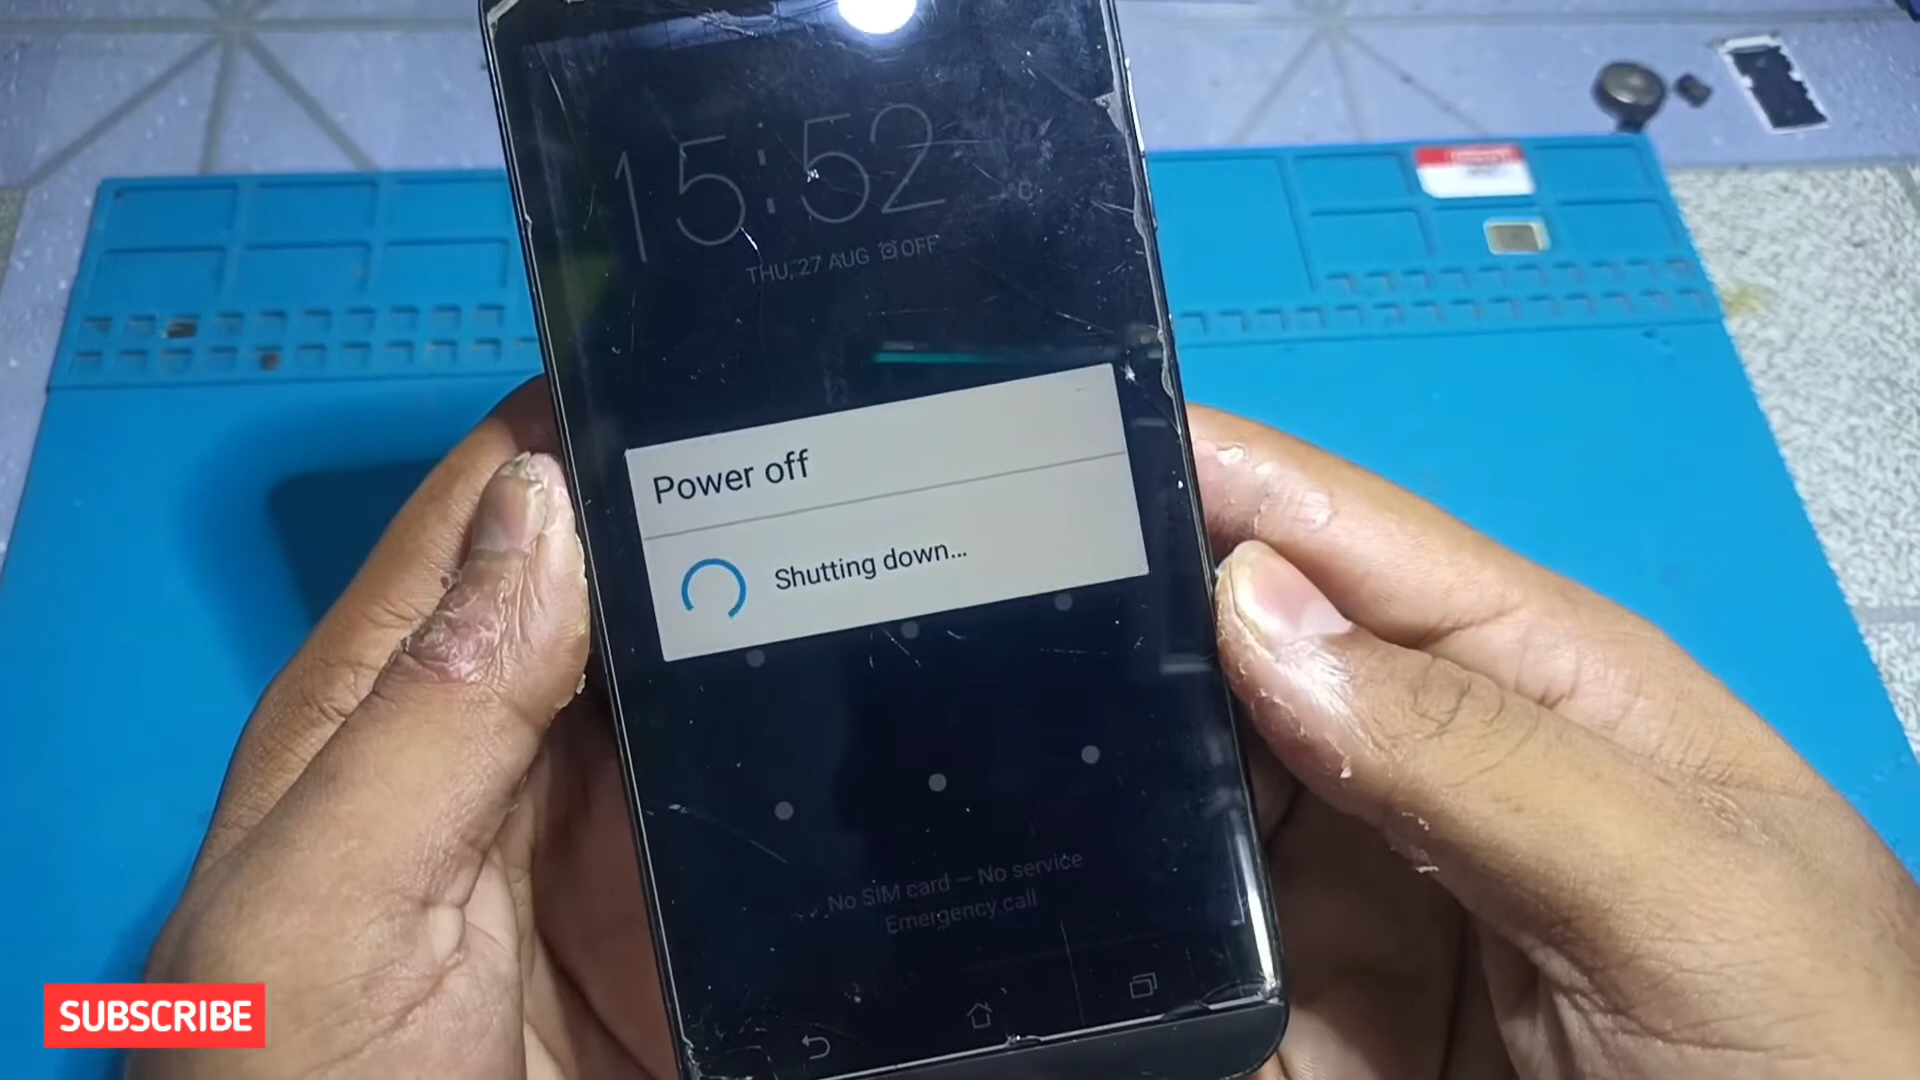 15:52
°C
THU, 27 AUG OFF
Power off
Shutting down...
No SIM card — No service
Emergency call
SUBSCRIBE